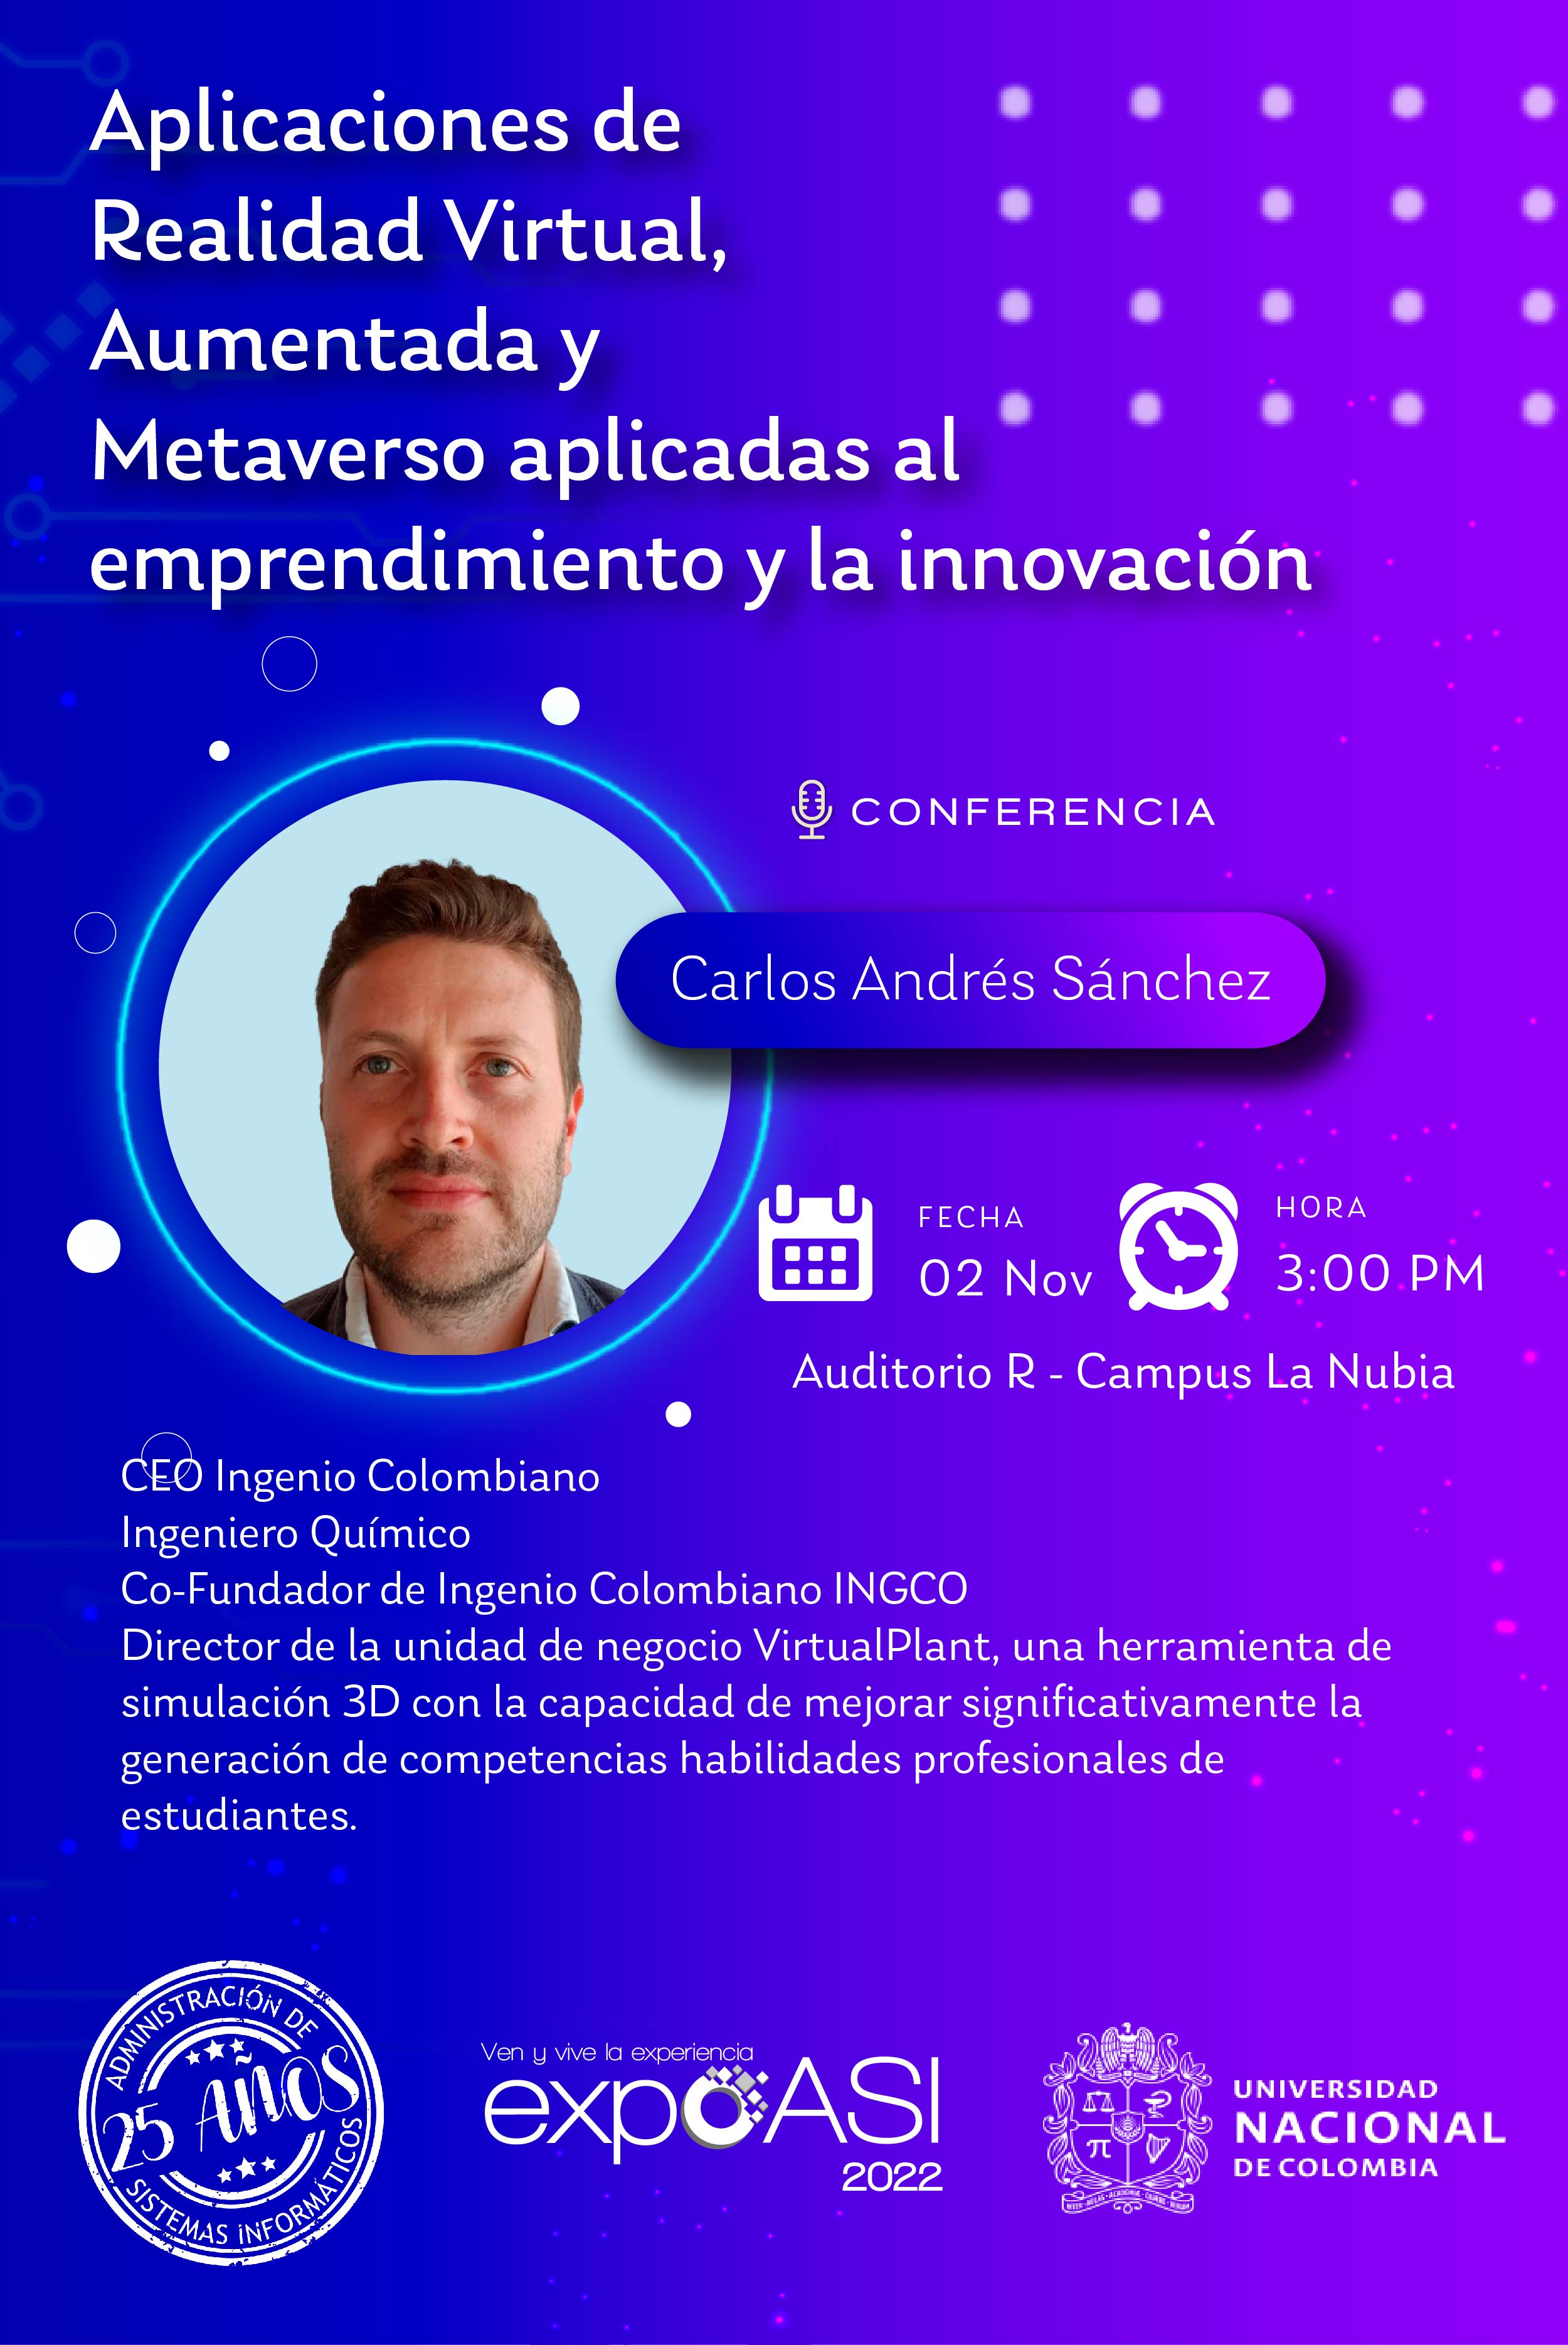 Aplicaciones de
Realidad Virtual,
Aumentada y
Metaverso aplicadas al
emprendimiento y la innovación
CONFERENCIA
Carlos Andrés Sánchez
FECHA
02 Nov
HORA
3:00 PM
Auditorio R - Campus La Nubia
CEO Ingenio Colombiano
Ingeniero Químico
Co-Fundador de Ingenio Colombiano INGCO
Director de la unidad de negocio VirtualPlant, una herramienta de
simulación 3D con la capacidad de mejorar significativamente la
generación de competencias habilidades profesionales de
estudiantes.
ADMINISTRACIÓN DE
25 AÑOS
SISTEMAS INFORMÁTICOS
Ven y vive la experiencia
expoASI
2022
π
UNIVERSIDAD
NACIONAL
DE COLOMBIA